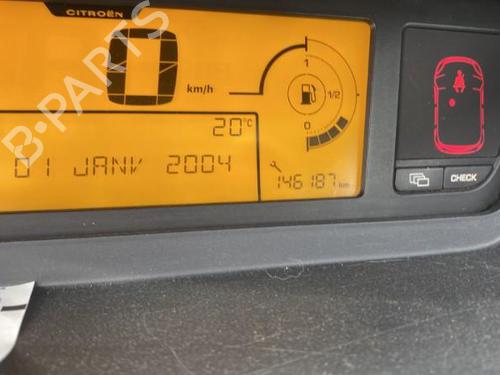 CITROËN
B-PARTS
0
km/h
1
1/2
0
20°C
01 JANV 2004
146187 km
CHECK